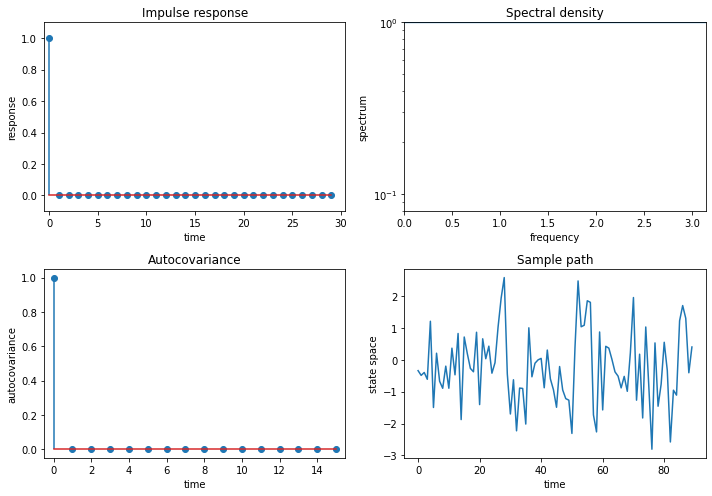 Impulse response
1.0
0.8
0.6
0.4
0.2
0.0
response
0 5 10 15 20 25 30
time
Spectral density
10⁰
10⁻¹
spectrum
0.0 0.5 1.0 1.5 2.0 2.5 3.0
frequency
Autocovariance
1.0
0.8
0.6
0.4
0.2
0.0
autocovariance
0 2 4 6 8 10 12 14
time
Sample path
2
1
0
−1
−2
−3
state space
0 20 40 60 80
time